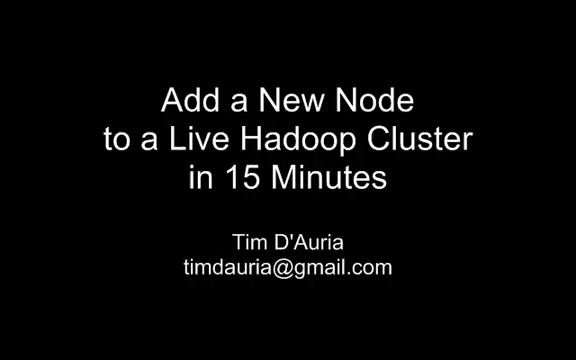 Add a New Node
to a Live Hadoop Cluster
in 15 Minutes
Tim D'Auria
timdauria@gmail.com